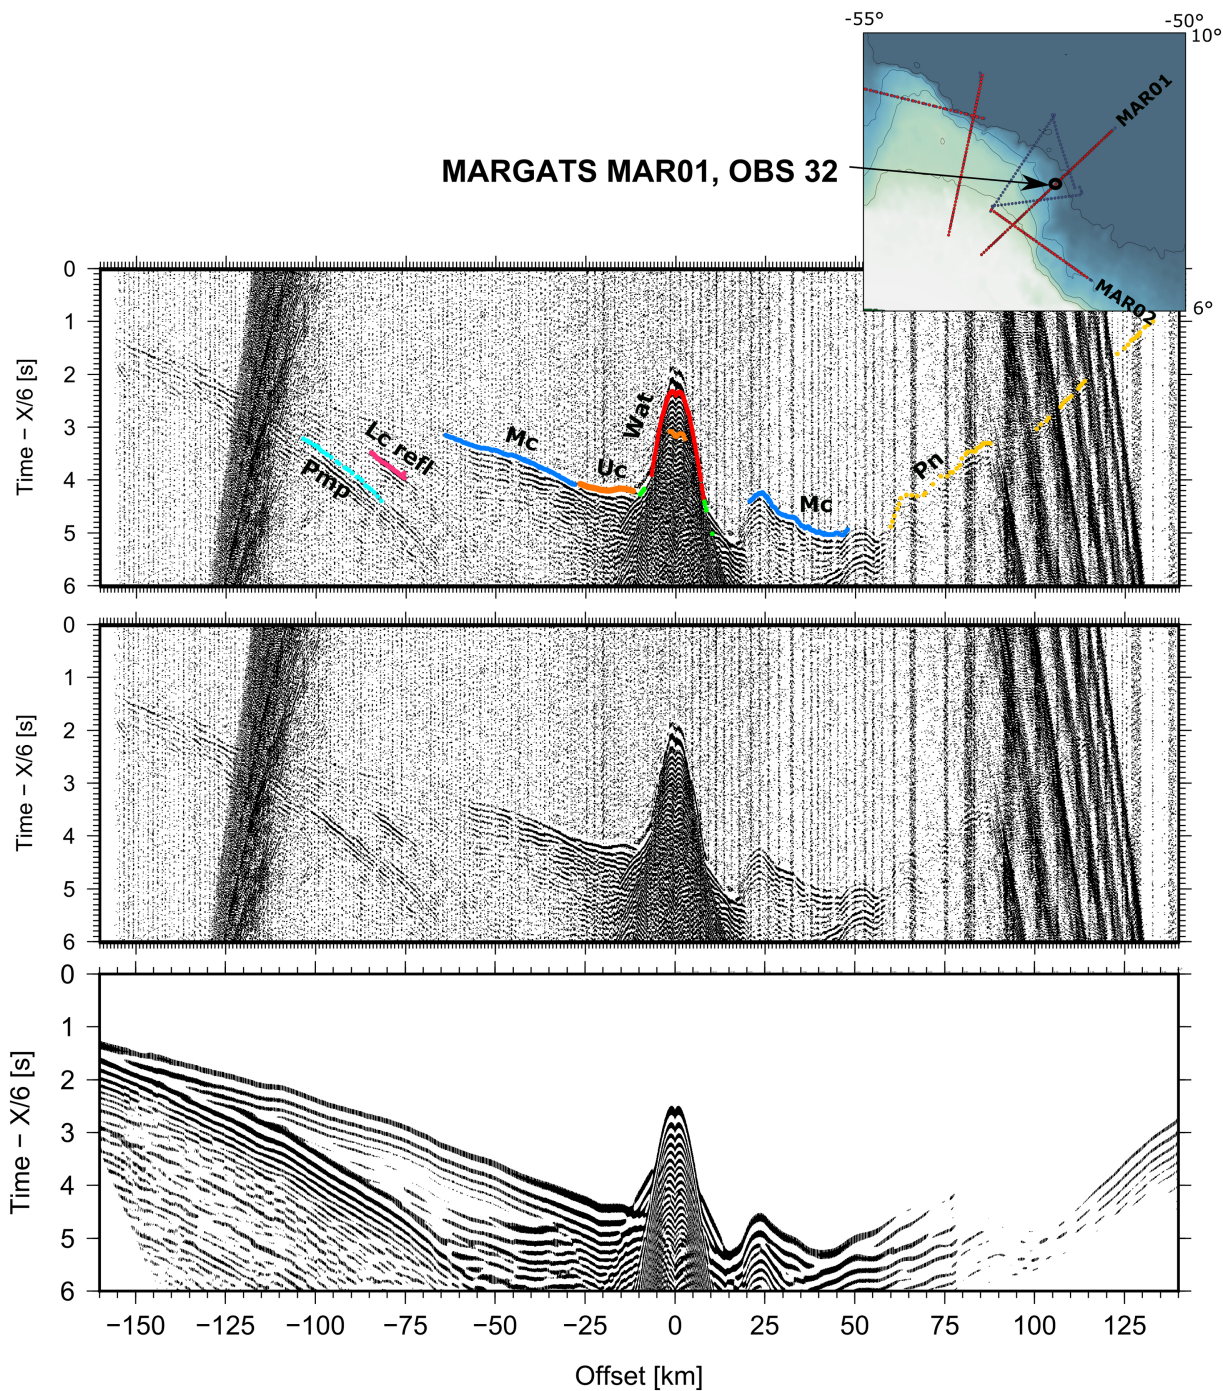 -55°
-50°
10°
MAR01
MARGATS MAR01, OBS 32
MAR02
6°
0
1
2
3
4
5
6
Time − X/6 [s]
Wat
Mc
Lc refl
Uc
Pmp
Pn
Mc
0
1
2
3
4
5
6
Time − X/6 [s]
0
1
2
3
4
5
6
Time − X/6 [s]
−150 −125 −100 −75 −50 −25 0 25 50 75 100 125
Offset [km]